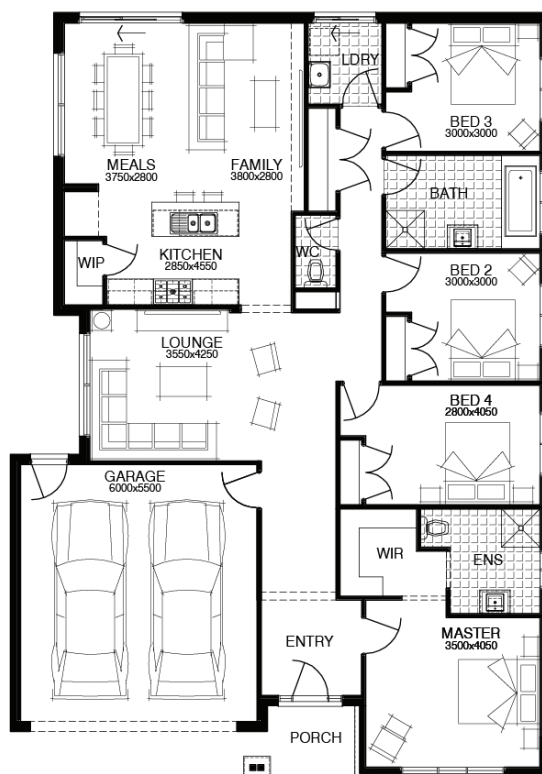 LDRY
BED 3
3000x3000
MEALS
3750x2800
FAMILY
3800x2800
BATH
WC
KITCHEN
2850x4550
WIP
BED 2
3000x3000
LOUNGE
3550x4250
BED 4
2800x4050
GARAGE
6000x5500
WIR
ENS
ENTRY
MASTER
3500x4050
PORCH